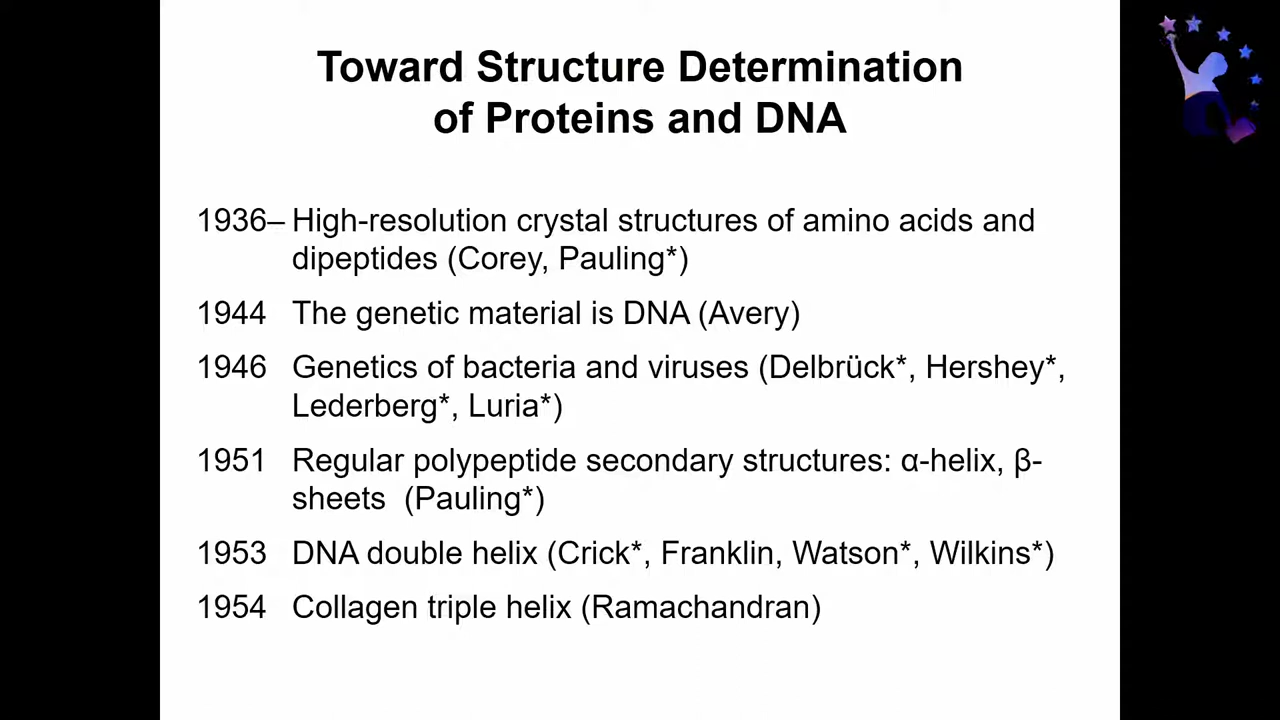 Toward Structure Determination
of Proteins and DNA
1936– High-resolution crystal structures of amino acids and
dipeptides (Corey, Pauling*)
1944 The genetic material is DNA (Avery)
1946 Genetics of bacteria and viruses (Delbrück*, Hershey*,
Lederberg*, Luria*)
1951 Regular polypeptide secondary structures: α-helix, β-
sheets (Pauling*)
1953 DNA double helix (Crick*, Franklin, Watson*, Wilkins*)
1954 Collagen triple helix (Ramachandran)